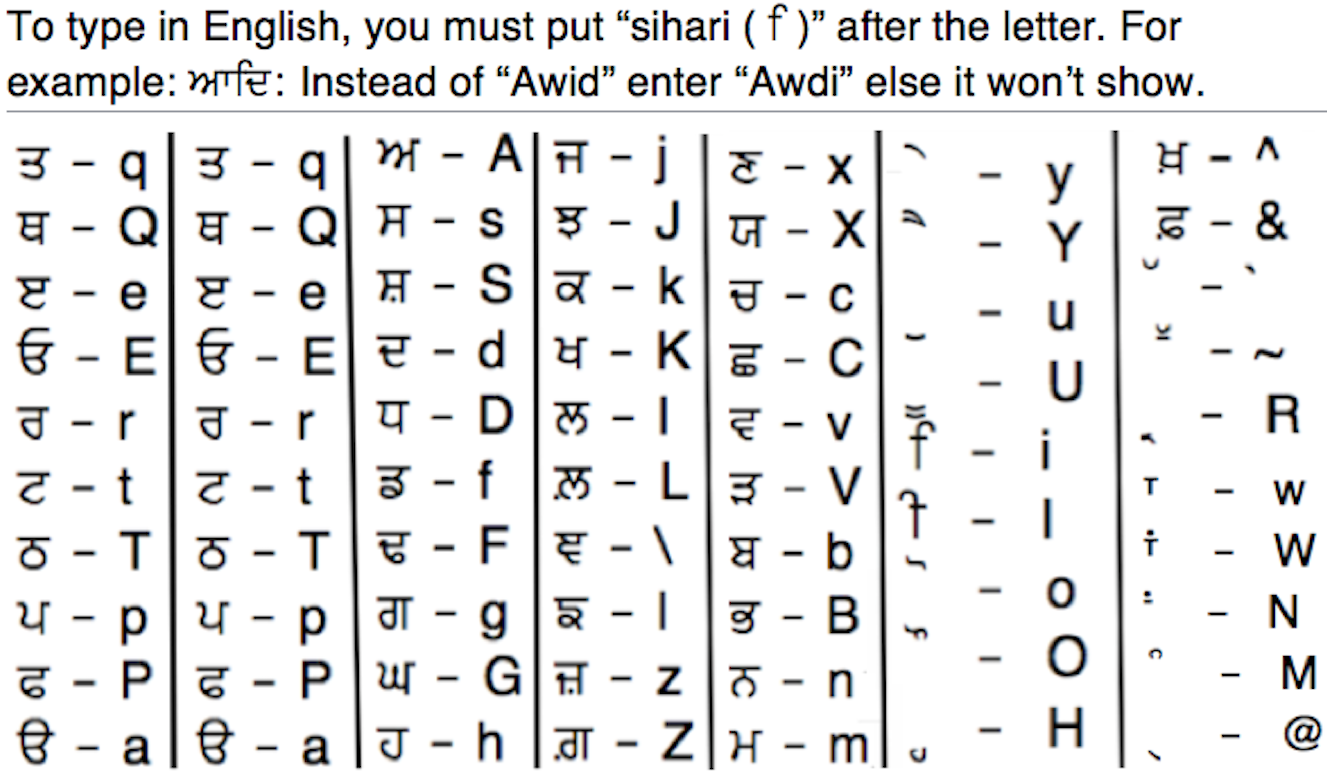 To type in English, you must put “sihari ( ਿ )” after the letter. For
example: ਆਦਿ: Instead of “Awid” enter “Awdi” else it won’t show.
ਤ – q ਤ – q ਅ – A ਜ – j ਣ – x ੇ – y ਖ਼ – ^
ਥ – Q ਥ – Q ਸ – s ਝ – J ਯ – X ੈ – Y ਫ਼ – &
ੲ – e ੲ – e ਸ਼ – S ਕ – k ਚ – c – u – `
ਓ – E ਓ – E ਦ – d ਖ – K ਛ – C – U – ~
ਰ – r ਰ – r ਧ – D ਲ – l ਵ – v – R
ਟ – t ਟ – t ਡ – f ਲ਼ – L ੜ – V ਿ – i ਾ – w
ਠ – T ਠ – T ਢ – F ਞ – \ ਬ – b ੀ – I ਾਂ – W
ਪ – p ਪ – p ਗ – g ਙ – | ਭ – B – o – N
ਫ – P ਫ – P ਘ – G ਜ਼ – z ਨ – n – O – M
ੳ – a ੳ – a ਹ – h ਗ਼ – Z ਮ – m – H – @